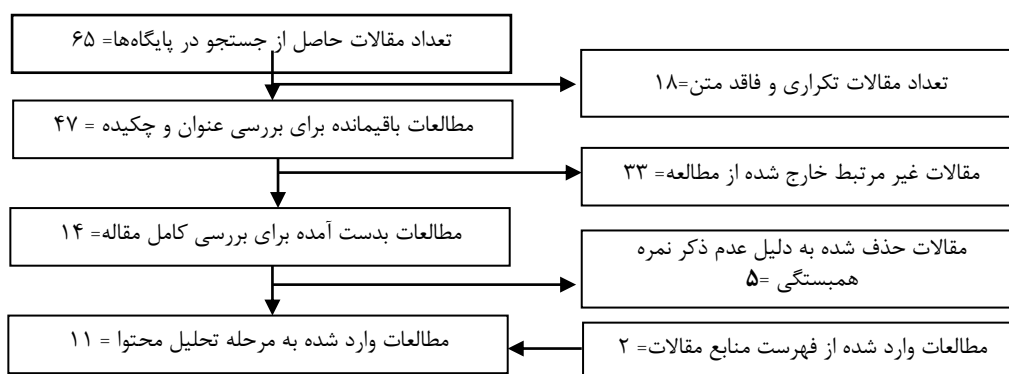 تعداد مقالات حاصل از جستجو در پایگاه‌ها= ۶۵
تعداد مقالات تکراری و فاقد متن=۱۸
مطالعات باقیمانده برای بررسی عنوان و چکیده = ۴۷
مقالات غیر مرتبط خارج شده از مطالعه= ۳۳
مطالعات بدست آمده برای بررسی کامل مقاله= ۱۴
مقالات حذف شده به دلیل عدم ذکر نمره
همبستگی =۵
مطالعات وارد شده به مرحله تحلیل محتوا = ۱۱
مطالعات وارد شده از فهرست منابع مقالات= ۲